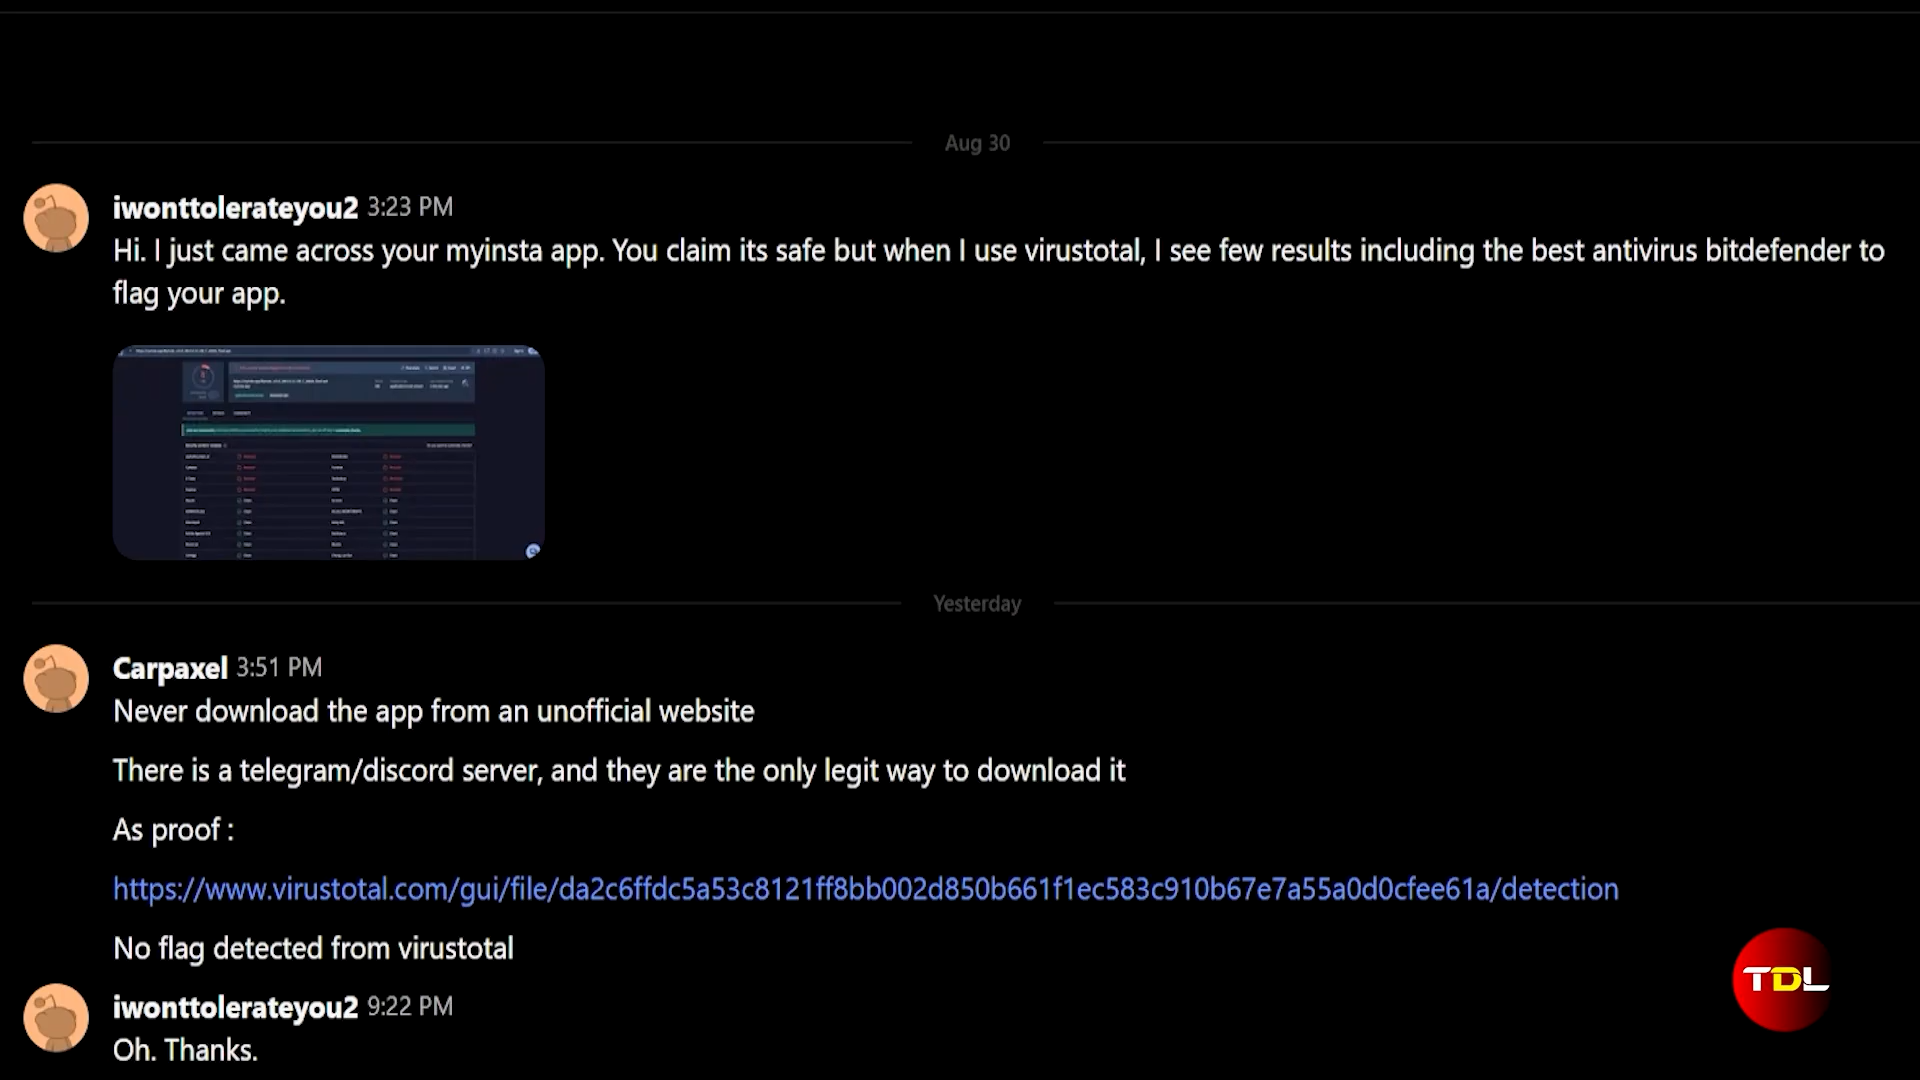 Aug 30
iwonttolerateyou2 3:23 PM
Hi. I just came across your myinsta app. You claim its safe but when I use virustotal, I see few results including the best antivirus bitdefender to
flag your app.
Yesterday
Carpaxel 3:51 PM
Never download the app from an unofficial website
There is a telegram/discord server, and they are the only legit way to download it
As proof :
https://www.virustotal.com/gui/file/da2c6ffdc5a53c8121ff8bb002d850b661f1ec583c910b67e7a55a0d0cfee61a/detection
No flag detected from virustotal
TDL
iwonttolerateyou2 9:22 PM
Oh. Thanks.